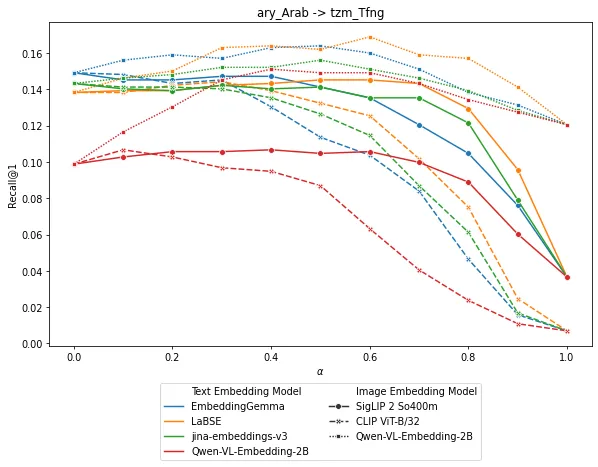 ary_Arab -> tzm_Tfng
Recall@1
0.16
0.14
0.12
0.10
0.08
0.06
0.04
0.02
0.00
0.0 0.2 0.4 0.6 0.8 1.0
α
Text Embedding Model Image Embedding Model
EmbeddingGemma SigLIP 2 So400m
LaBSE CLIP ViT-B/32
jina-embeddings-v3 Qwen-VL-Embedding-2B
Qwen-VL-Embedding-2B